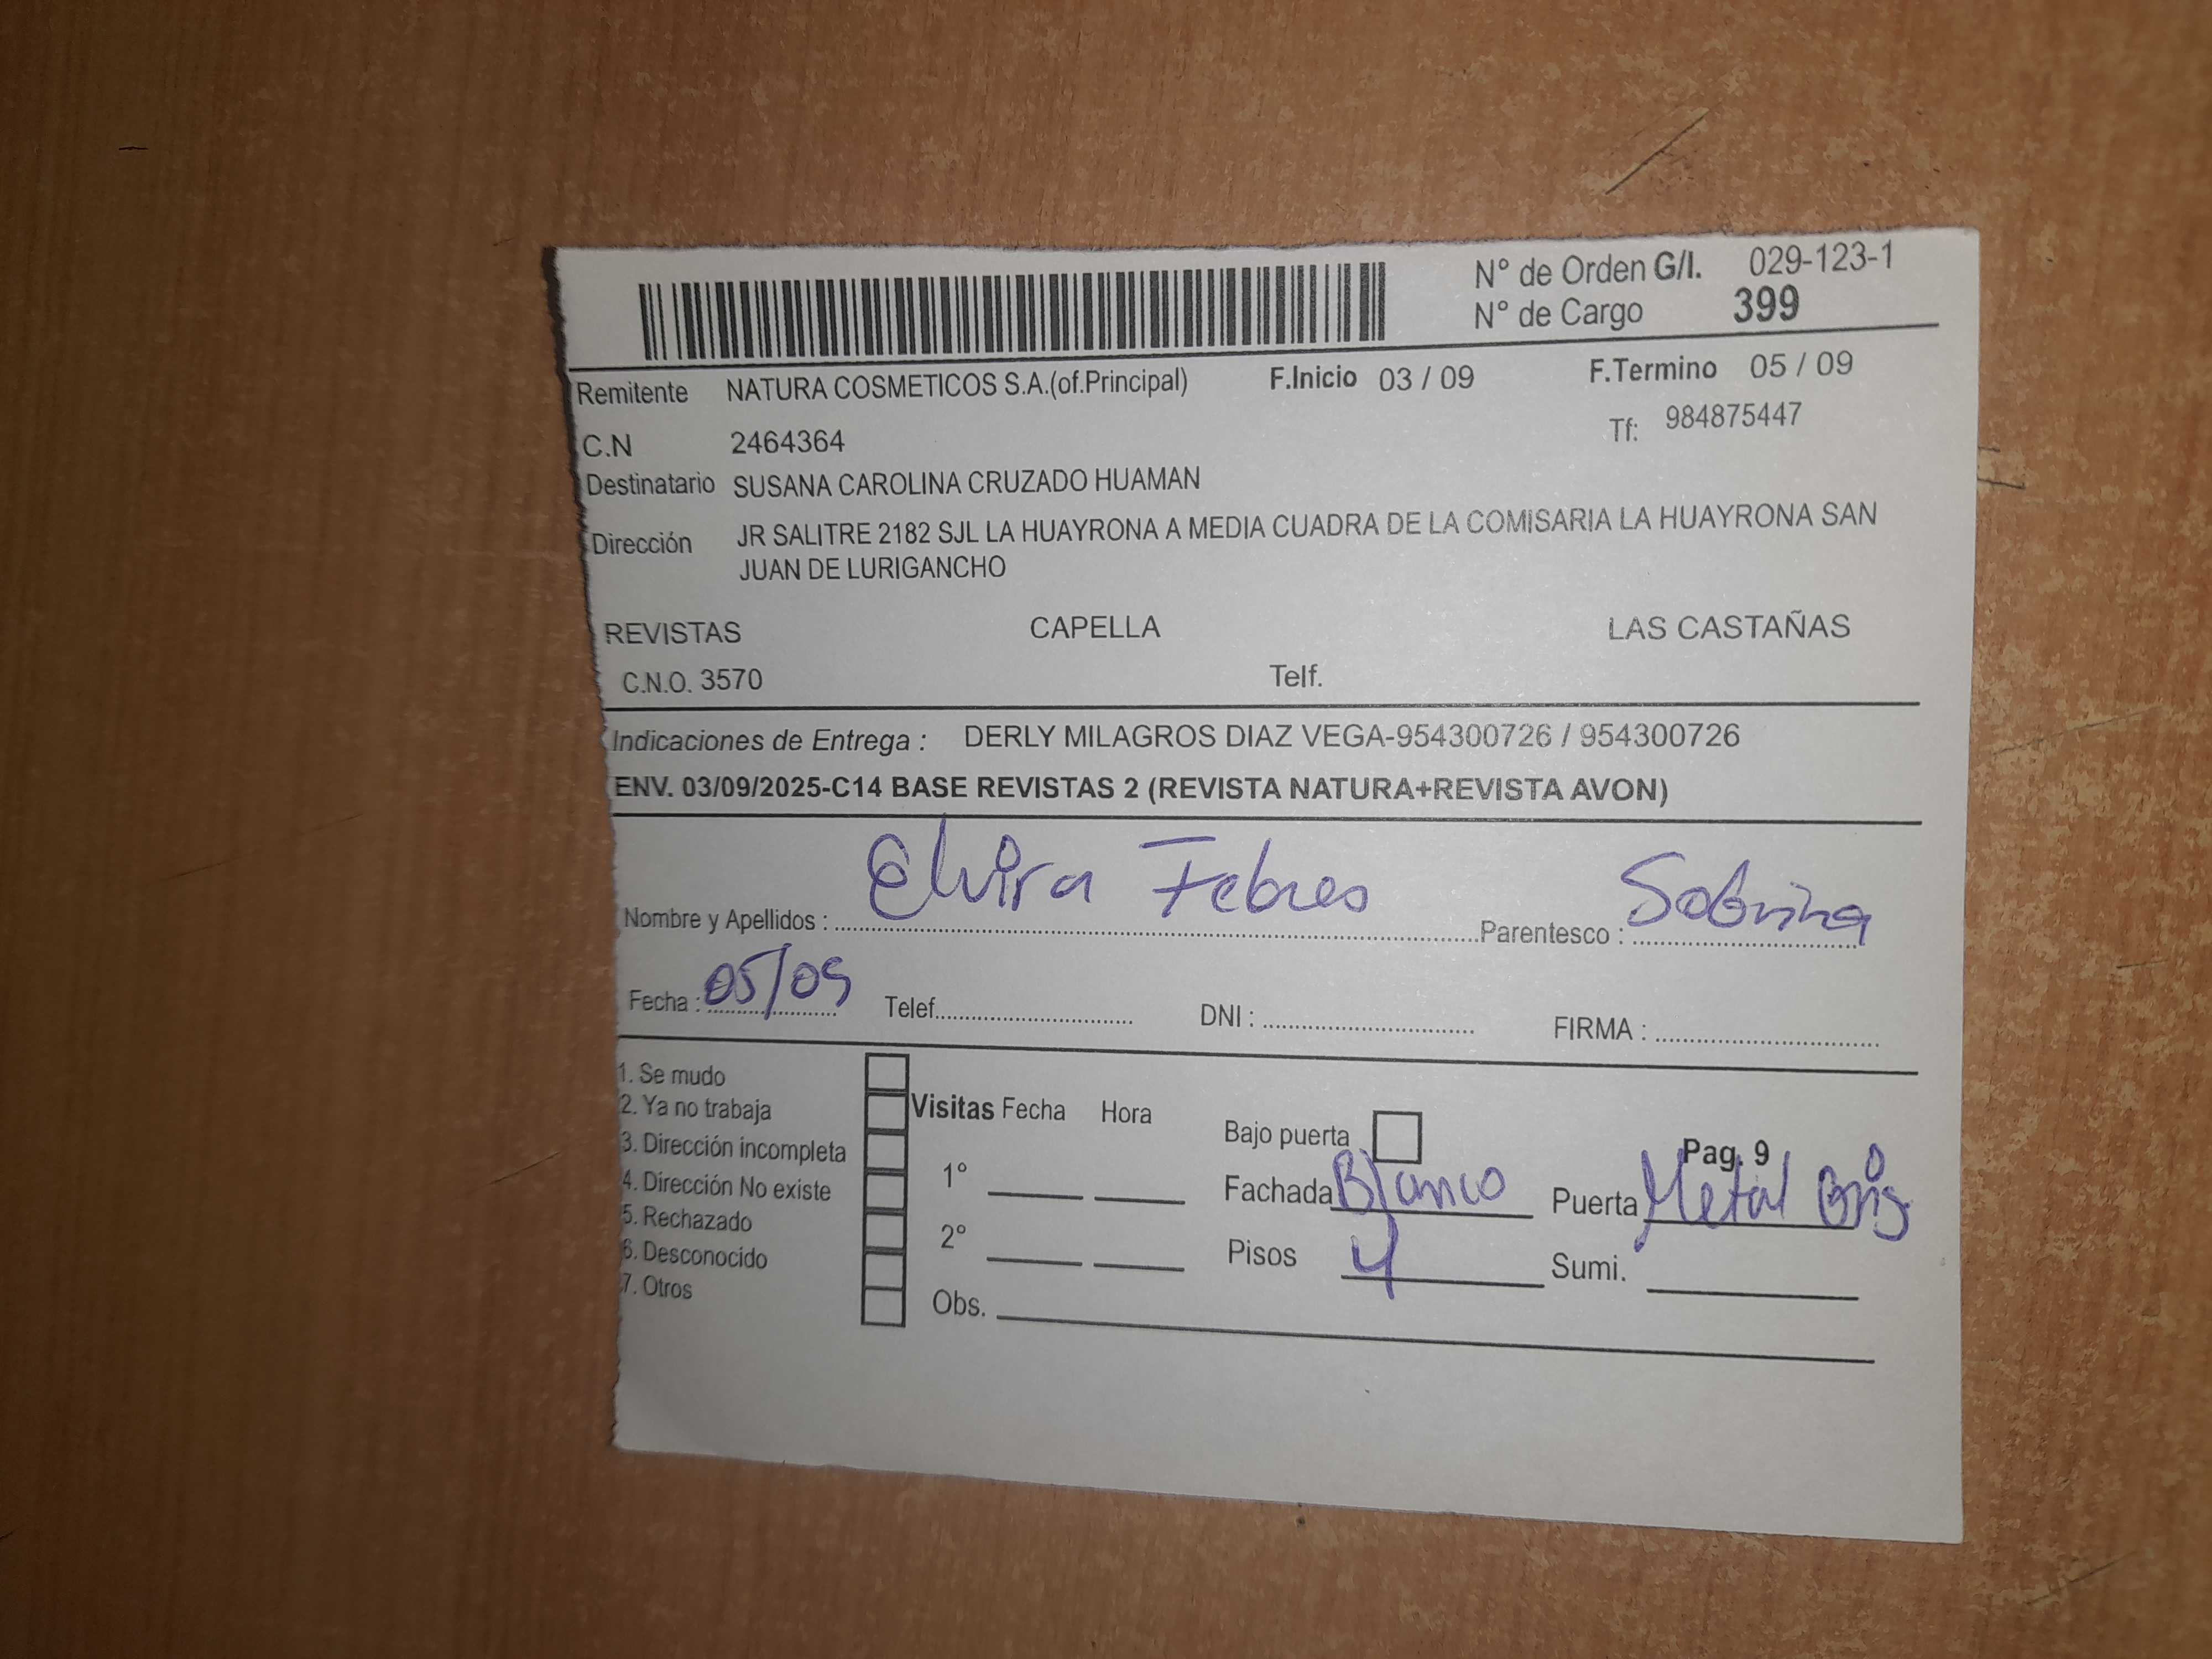 N° de Orden G/I. 029-123-1
N° de Cargo 399
Remitente NATURA COSMETICOS S.A.(of.Principal) F.Inicio 03 / 09 F.Termino 05 / 09
C.N 2464364 Tf: 984875447
Destinatario SUSANA CAROLINA CRUZADO HUAMAN
Dirección JR SALITRE 2182 SJL LA HUAYRONA A MEDIA CUADRA DE LA COMISARIA LA HUAYRONA SAN
JUAN DE LURIGANCHO
REVISTAS CAPELLA LAS CASTAÑAS
C.N.O. 3570 Telf.
Indicaciones de Entrega : DERLY MILAGROS DIAZ VEGA-954300726 / 954300726
ENV. 03/09/2025-C14 BASE REVISTAS 2 (REVISTA NATURA+REVISTA AVON)
Nombre y Apellidos : Elvira Febres Parentesco : Sobrina
Fecha : 05/09 Telef. DNI : FIRMA :
1. Se mudo
2. Ya no trabaja Visitas Fecha Hora Bajo puerta Pag. 9
3. Dirección incompleta
4. Dirección No existe 1° Fachada Blanco Puerta Metal Gris
5. Rechazado
6. Desconocido 2° Pisos 4 Sumi.
7. Otros Obs.